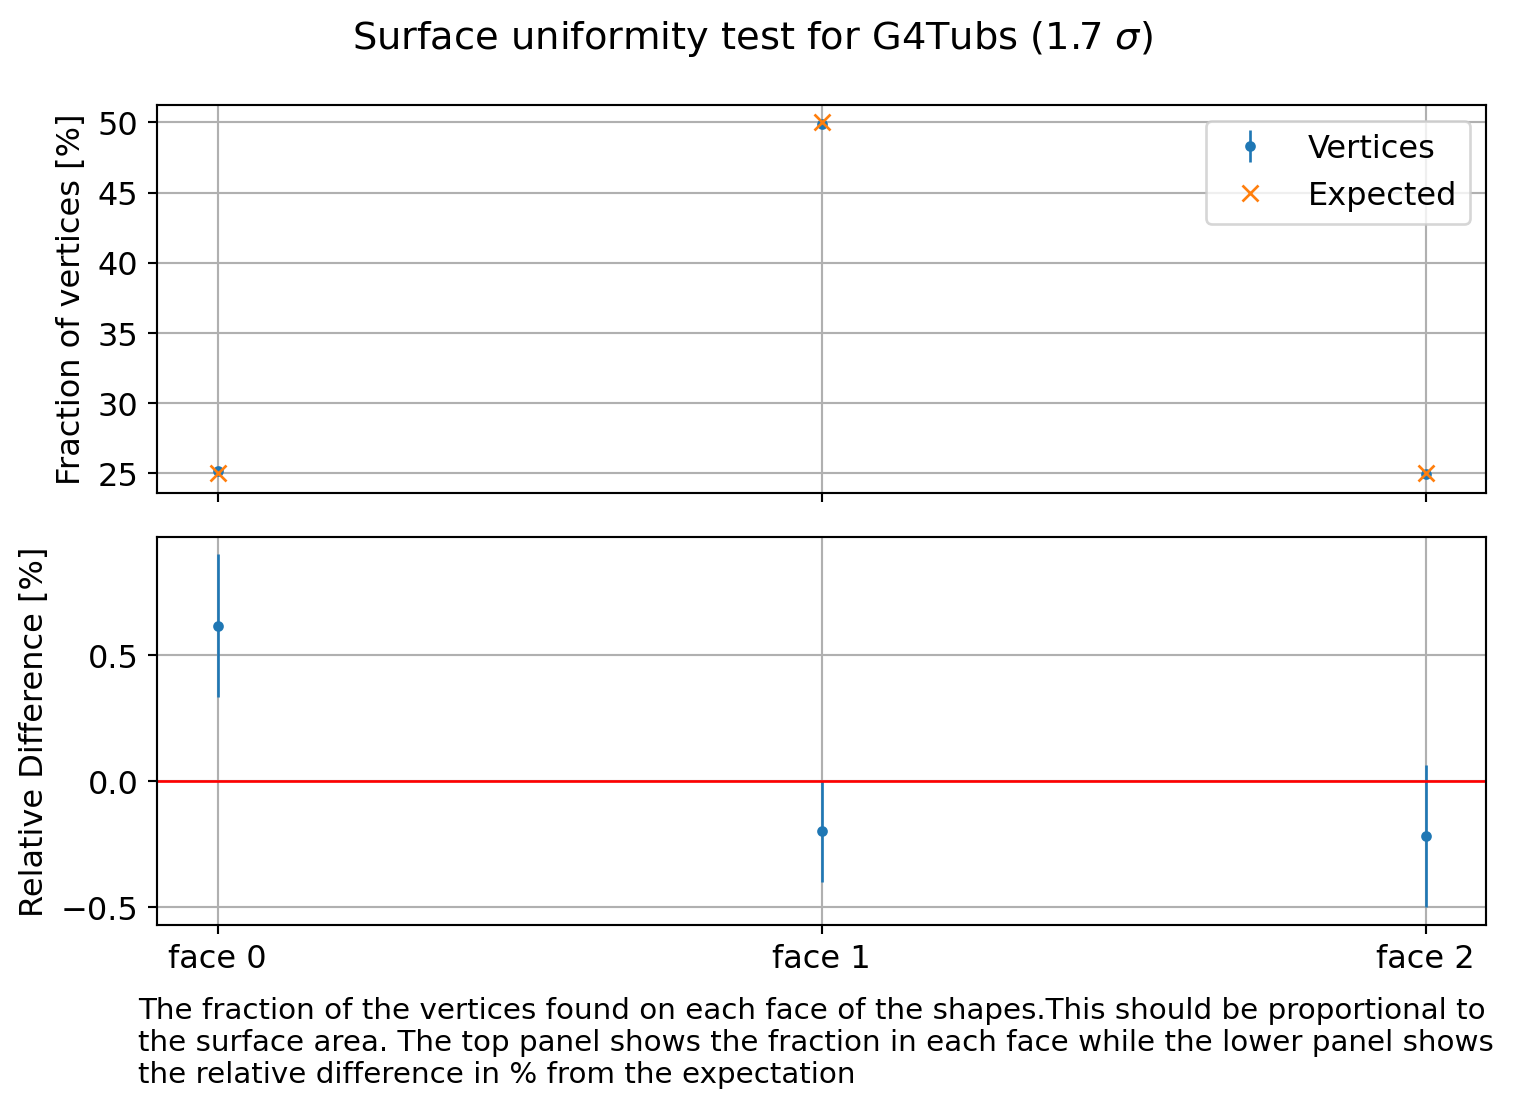 Surface uniformity test for G4Tubs (1.7 σ)
Fraction of vertices [%]
50
45
40
35
30
25
Vertices
Expected
Relative Difference [%]
0.5
0.0
−0.5
face 0
face 1
face 2
The fraction of the vertices found on each face of the shapes.This should be proportional to
the surface area. The top panel shows the fraction in each face while the lower panel shows
the relative difference in % from the expectation